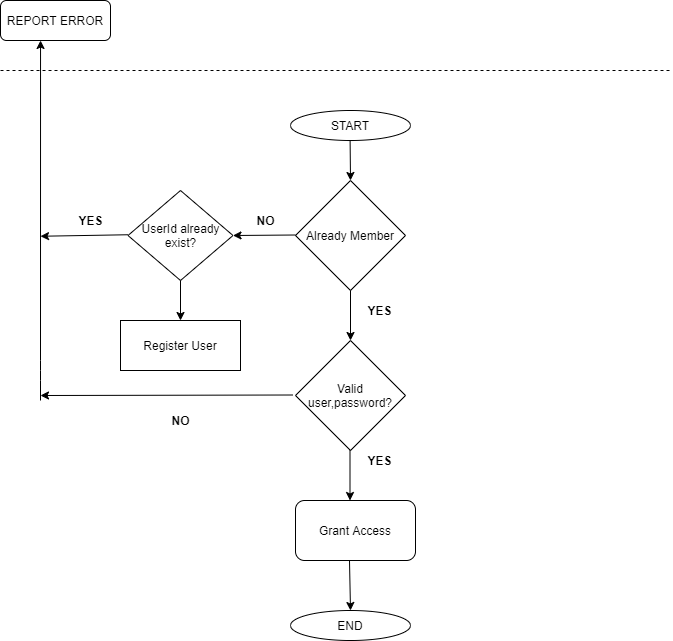 REPORT ERROR
START
UserId already
exist?
YES
NO
Already Member
YES
Register User
Valid
user,password?
NO
YES
Grant Access
END